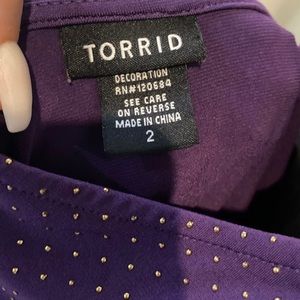 TORRID
DECORATION
RN#120684
SEE CARE
ON REVERSE
MADE IN CHINA
2